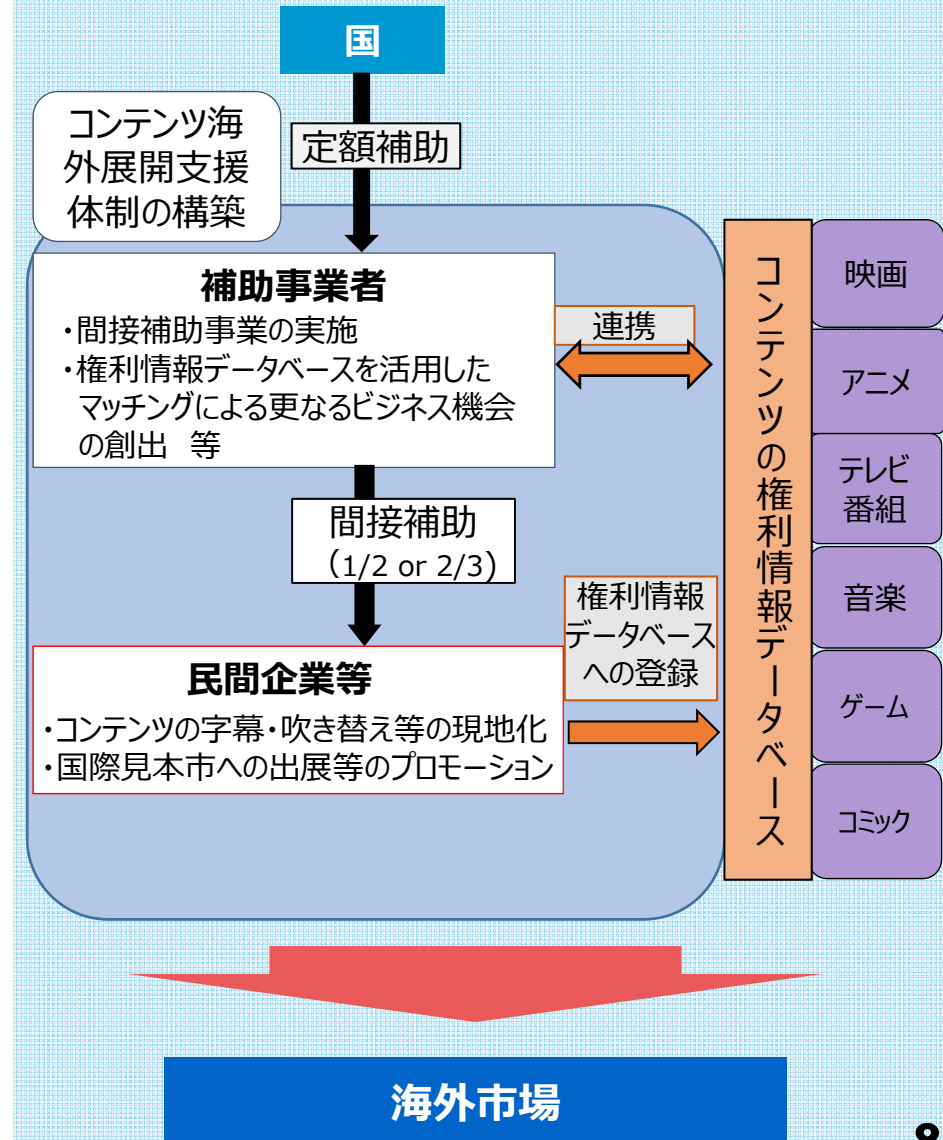 国
コンテンツ海
外展開支援
体制の構築
定額補助
補助事業者
・間接補助事業の実施
・権利情報データベースを活用した
マッチングによる更なるビジネス機会
の創出 等
連携
間接補助
(1/2 or 2/3)
権利情報
データベース
への登録
民間企業等
・コンテンツの字幕・吹き替え等の現地化
・国際見本市への出展等のプロモーション
コンテンツの権利情報データベース
映画
アニメ
テレビ
番組
音楽
ゲーム
コミック
海外市場